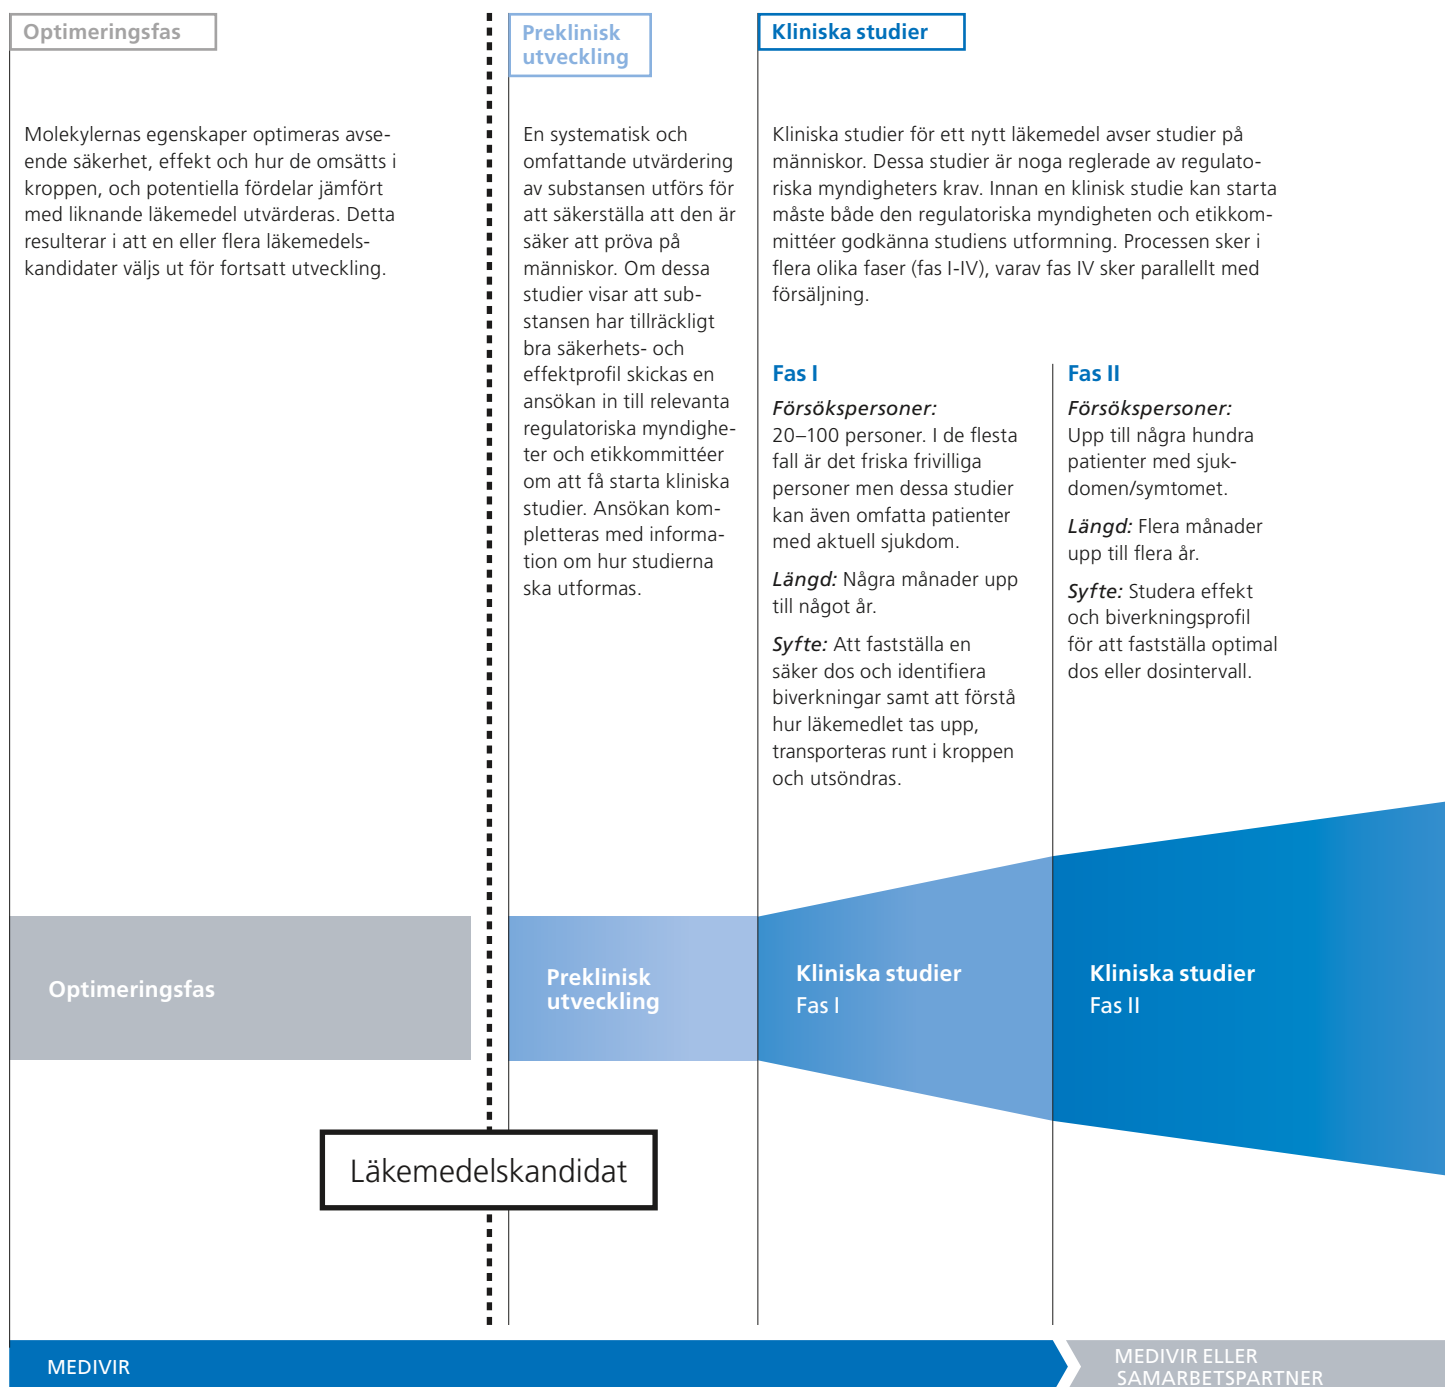 Optimeringsfas
Molekylernas egenskaper optimeras avse-
ende säkerhet, effekt och hur de omsätts i
kroppen, och potentiella fördelar jämfört
med liknande läkemedel utvärderas. Detta
resulterar i att en eller flera läkemedels-
kandidater väljs ut för fortsatt utveckling.
Preklinisk
utveckling
En systematisk och
omfattande utvärdering
av substansen utförs för
att säkerställa att den är
säker att pröva på
människor. Om dessa
studier visar att sub-
stansen har tillräckligt
bra säkerhets- och
effektprofil skickas en
ansökan in till relevanta
regulatoriska myndighe-
ter och etikkommittéer
om att få starta kliniska
studier. Ansökan kom-
pletteras med informa-
tion om hur studierna
ska utformas.
Kliniska studier
Kliniska studier för ett nytt läkemedel avser studier på
människor. Dessa studier är noga reglerade av regulato-
riska myndigheters krav. Innan en klinisk studie kan starta
måste både den regulatoriska myndigheten och etikkom-
mittéer godkänna studiens utformning. Processen sker i
flera olika faser (fas I-IV), varav fas IV sker parallellt med
försäljning.
Fas I
Försökspersoner:
20–100 personer. I de flesta
fall är det friska frivilliga
personer men dessa studier
kan även omfatta patienter
med aktuell sjukdom.
Längd: Några månader upp
till något år.
Syfte: Att fastställa en
säker dos och identifiera
biverkningar samt att förstå
hur läkemedlet tas upp,
transporteras runt i kroppen
och utsöndras.
Fas II
Försökspersoner:
Upp till några hundra
patienter med sjuk-
domen/symtomet.
Längd: Flera månader
upp till flera år.
Syfte: Studera effekt
och biverkningsprofil
för att fastställa optimal
dos eller dosintervall.
Optimeringsfas
Preklinisk
utveckling
Kliniska studier
Fas I
Kliniska studier
Fas II
Läkemedelskandidat
MEDIVIR
MEDIVIR ELLER
SAMARBETSPARTNER